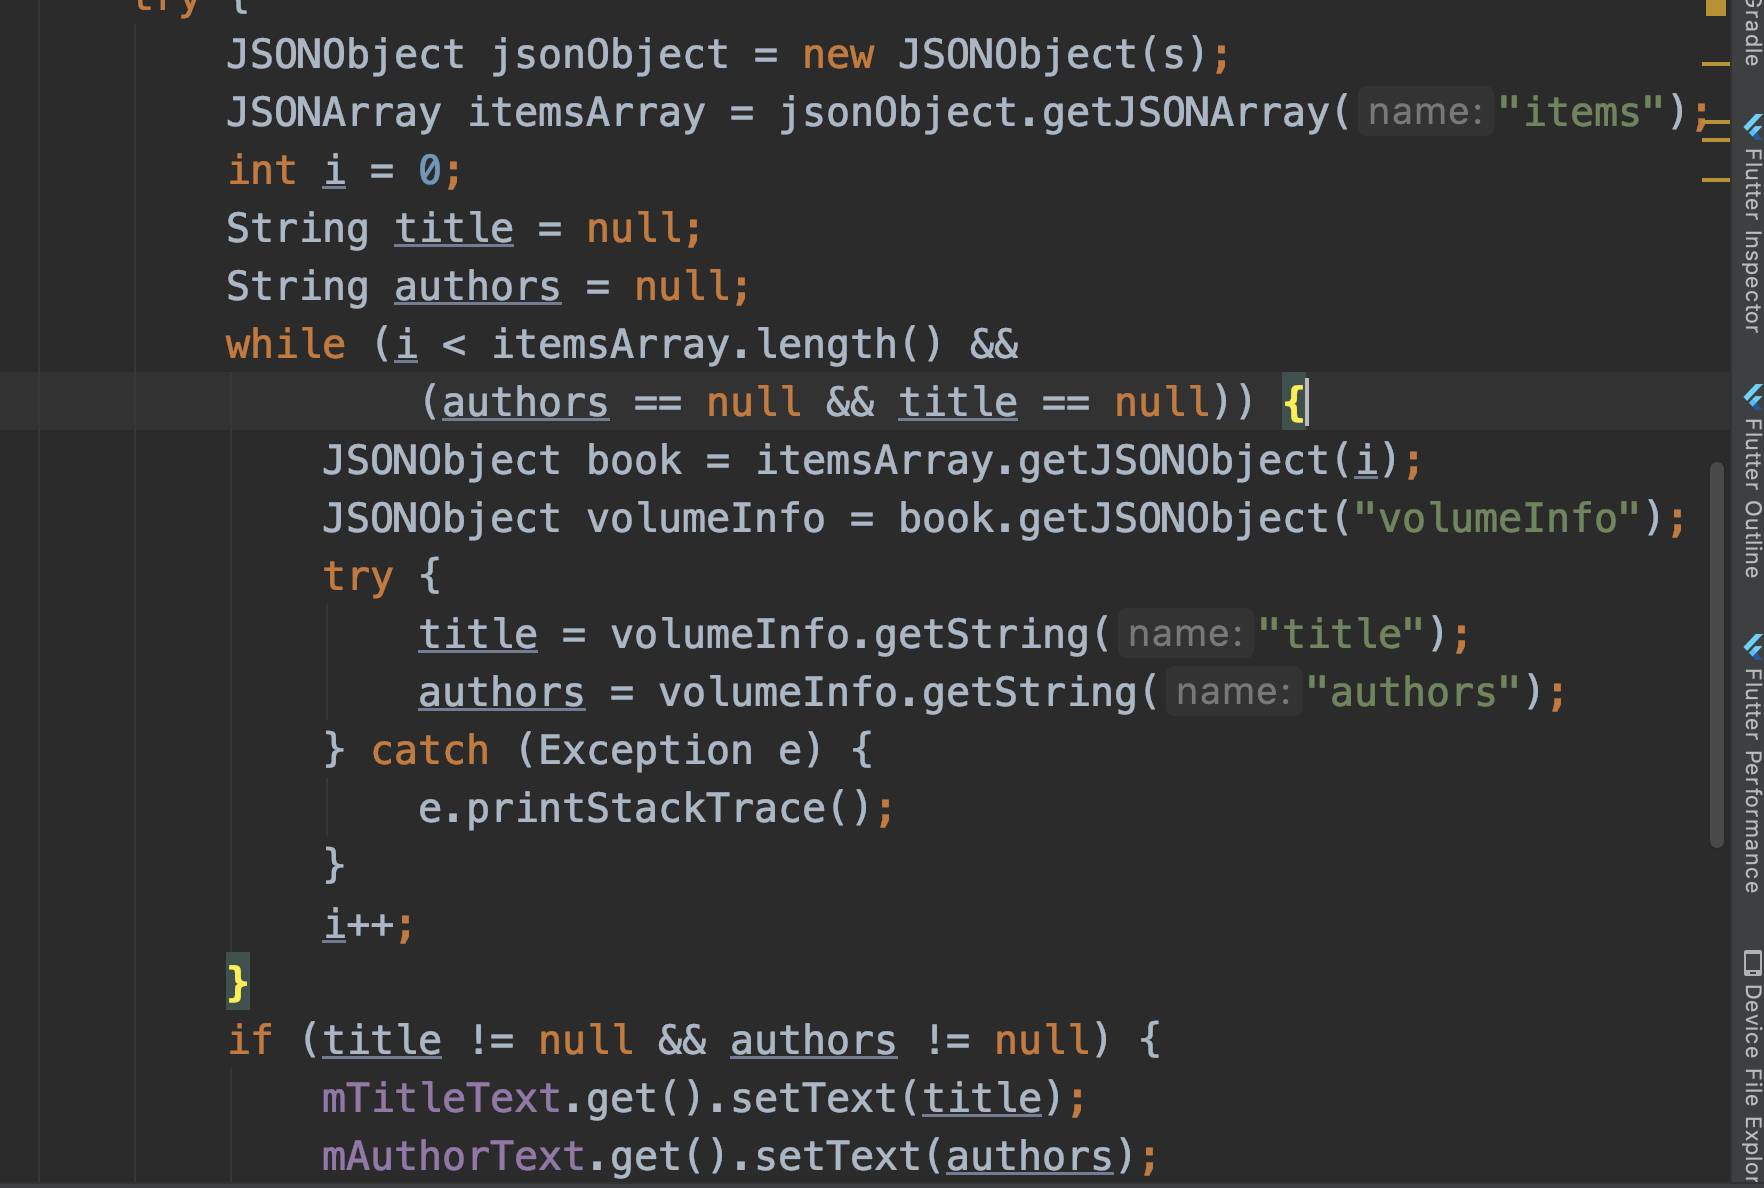 try {
JSONObject jsonObject = new JSONObject(s);
JSONArray itemsArray = jsonObject.getJSONArray( name: "items");
int i = 0;
String title = null;
String authors = null;
while (i < itemsArray.length() &&
(authors == null && title == null)) {
JSONObject book = itemsArray.getJSONObject(i);
JSONObject volumeInfo = book.getJSONObject("volumeInfo");
try {
title = volumeInfo.getString( name: "title");
authors = volumeInfo.getString( name: "authors");
} catch (Exception e) {
e.printStackTrace();
}
i++;
}
if (title != null && authors != null) {
mTitleText.get().setText(title);
mAuthorText.get().setText(authors);
Gradle
Flutter Inspector
Flutter Outline
Flutter Performance
Device File Explor